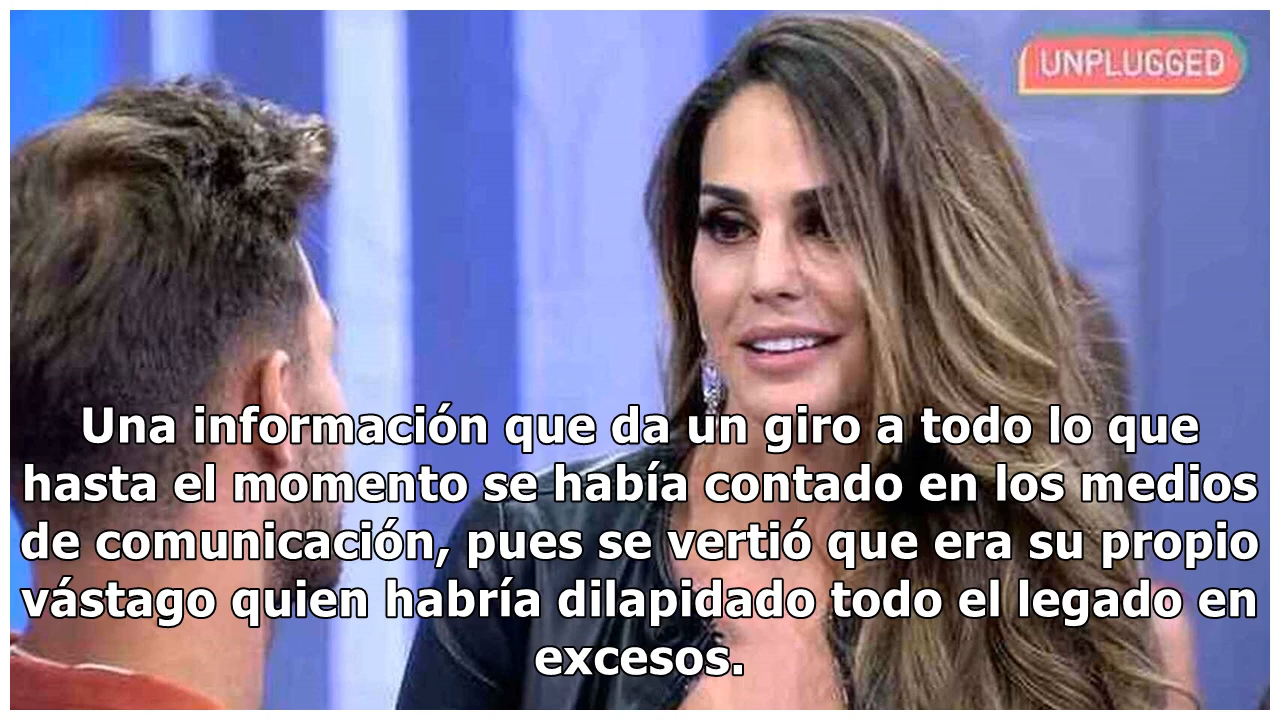 UNPLUGGED
Una información que da un giro a todo lo que
hasta el momento se había contado en los medios
de comunicación, pues se vertió que era su propio
vástago quien habría dilapidado todo el legado en
excesos.